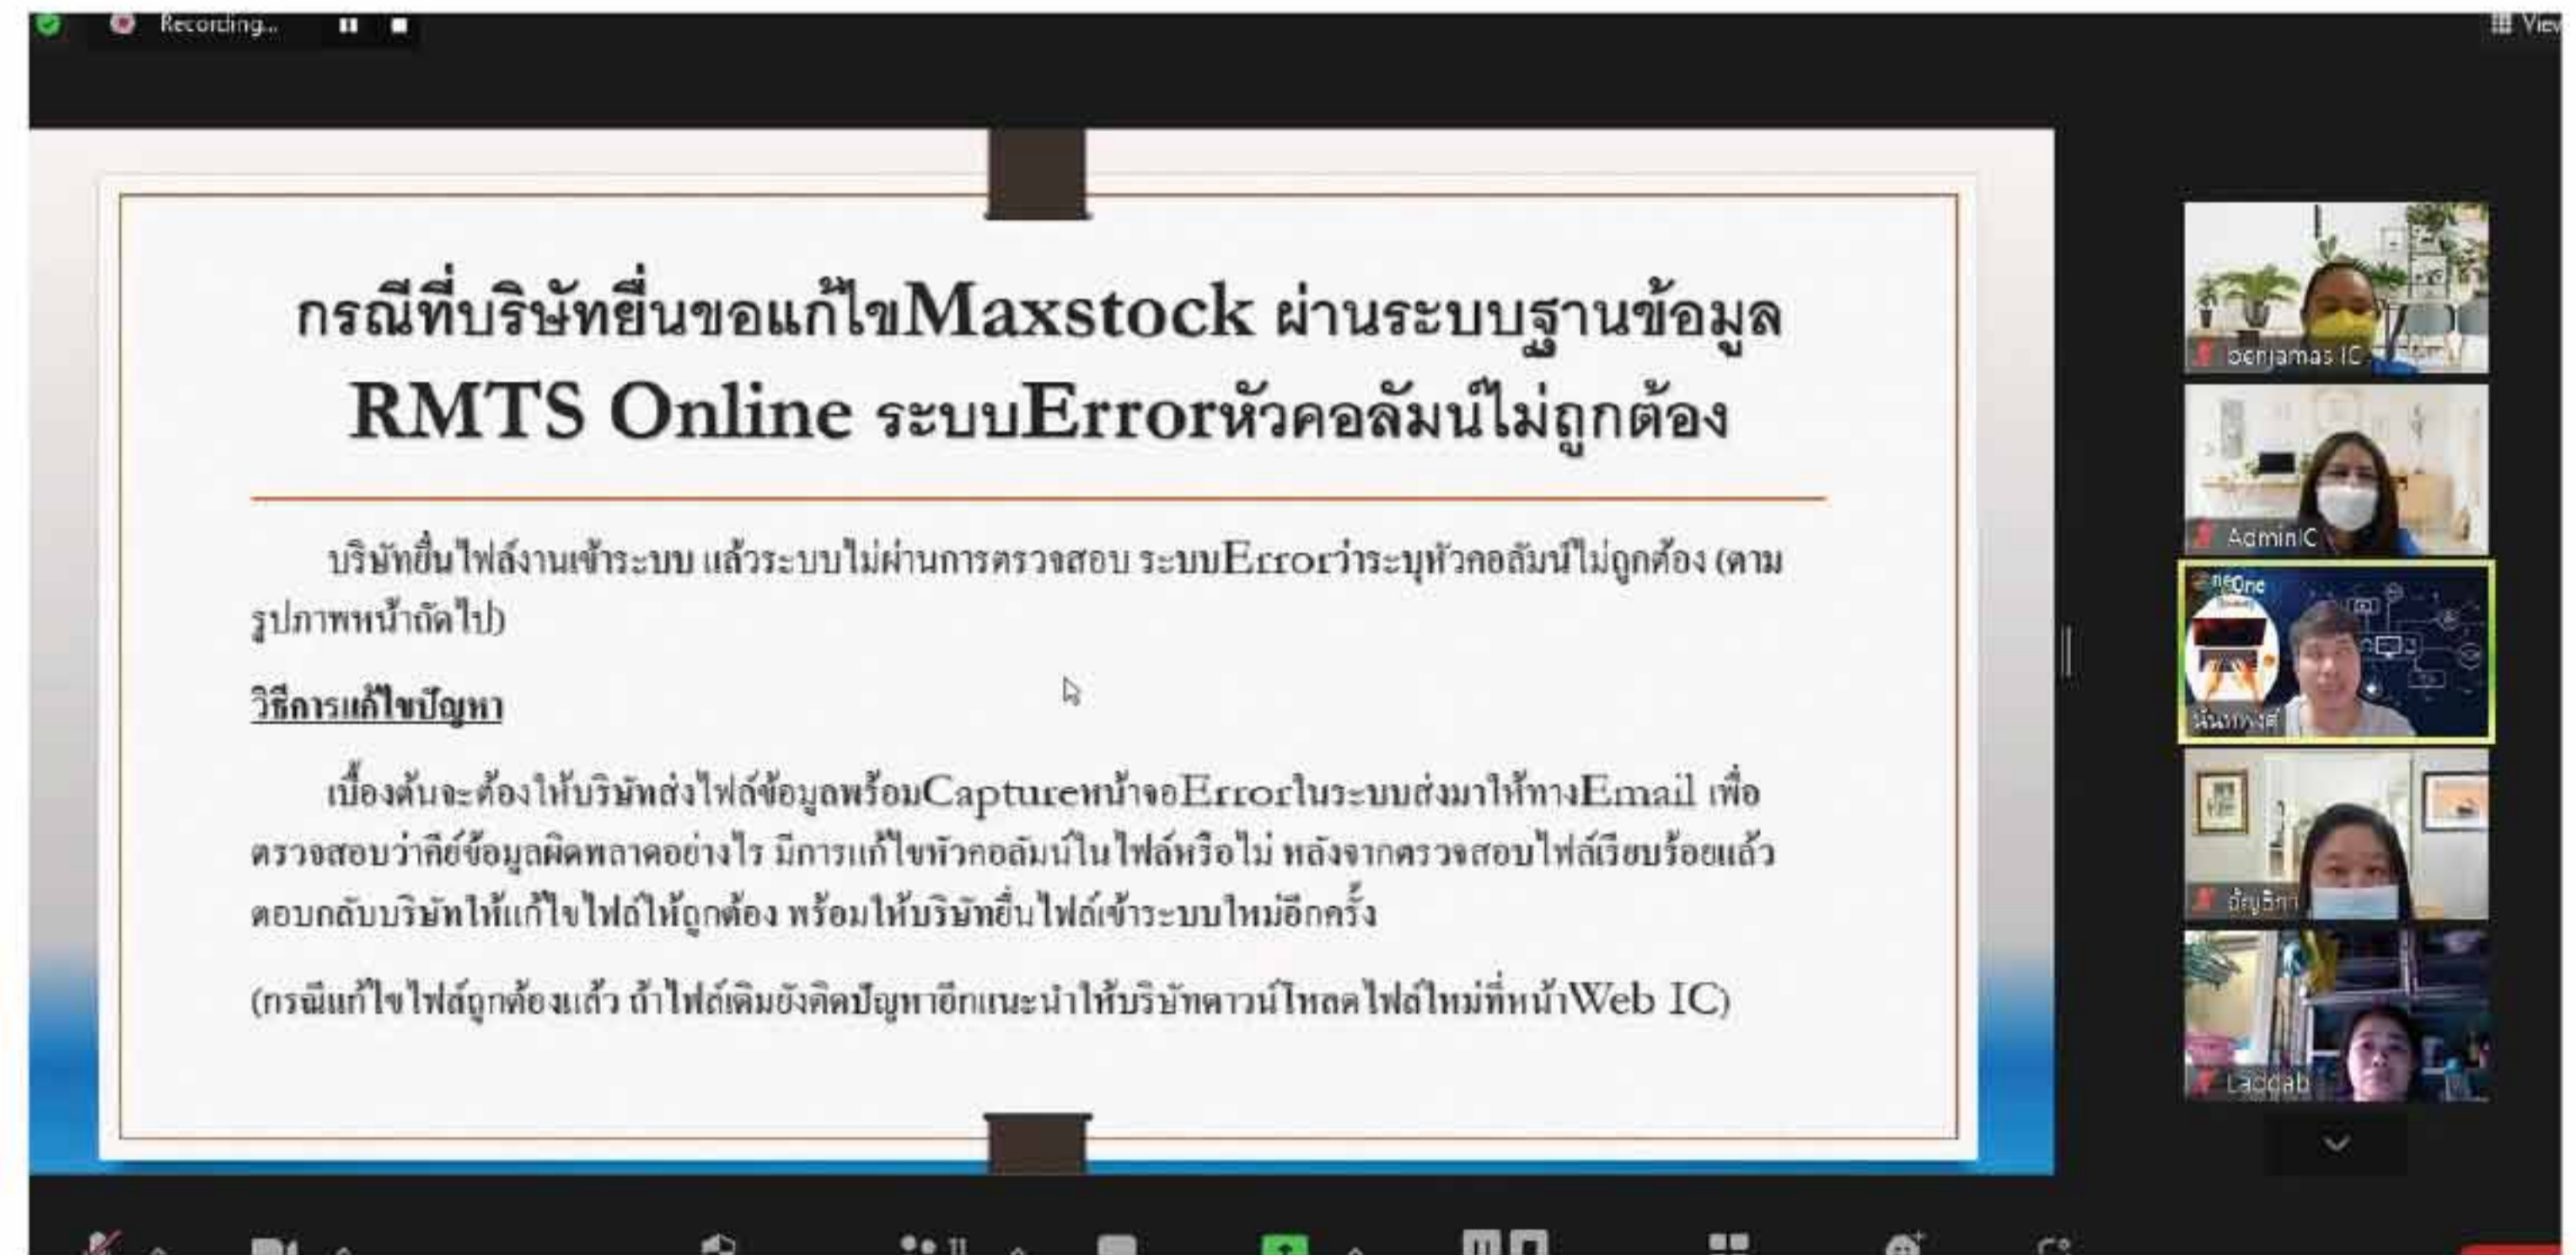 Recording...
View
กรณีที่บริษัทยื่นขอแก้ไขMaxstock ผ่านระบบฐานข้อมูล
RMTS Online ระบบErrorหัวคอลัมน์ไม่ถูกต้อง
บริษัทยื่นไฟล์งานเข้าระบบ แล้วระบบไม่ผ่านการตรวจสอบ ระบบErrorว่าระบุหัวคอลัมน์ไม่ถูกต้อง (ตาม
รูปภาพหน้าถัดไป)
วิธีการแก้ไขปัญหา
เบื้องต้นจะต้องให้บริษัทส่งไฟล์ข้อมูลพร้อมCaptureหน้าจอErrorในระบบส่งมาให้ทางEmail เพื่อ
ตรวจสอบว่าคีย์ข้อมูลผิดพลาดอย่างไร มีการแก้ไขหัวคอลัมน์ในไฟล์หรือไม่ หลังจากตรวจสอบไฟล์เรียบร้อยแล้ว
ตอบกลับบริษัทให้แก้ไขไฟล์ให้ถูกต้อง พร้อมให้บริษัทยื่นไฟล์เข้าระบบใหม่อีกครั้ง
(กรณีแก้ไขไฟล์ถูกต้องแล้ว ถ้าไฟล์เดิมยังติดปัญหาอีกแนะนำให้บริษัทดาวน์โหลดไฟล์ใหม่ที่หน้าWeb IC)
benjamas IC
AdminIC
นันทพงศ์
Laddab
11